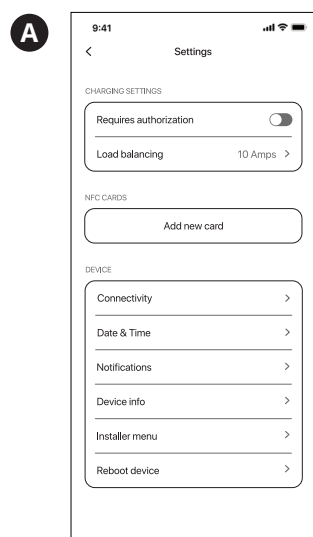 A
9:41
Settings
CHARGING SETTINGS
Requires authorization
Load balancing 10 Amps >
NFC CARDS
Add new card
DEVICE
Connectivity >
Date & Time >
Notifications >
Device info >
Installer menu >
Reboot device >